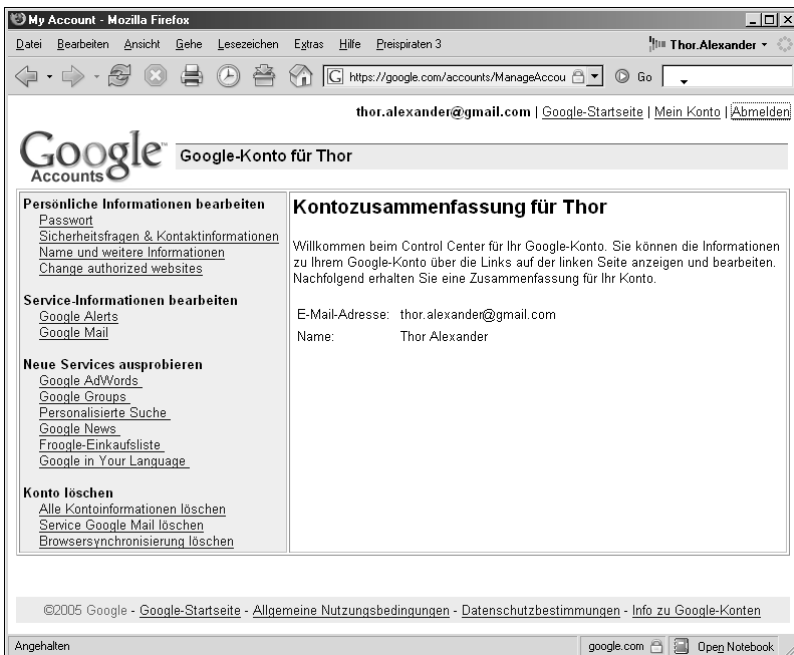 My Account - Mozilla Firefox
Datei Bearbeiten Ansicht Gehe Lesezeichen Extras Hilfe Preispiraten 3 Thor.Alexander
G https://google.com/accounts/ManageAccou Go
thor.alexander@gmail.com | Google-Startseite | Mein Konto | Abmelden
Google™
Accounts
Google-Konto für Thor
Persönliche Informationen bearbeiten
Passwort
Sicherheitsfragen & Kontaktinformationen
Name und weitere Informationen
Change authorized websites
Service-Informationen bearbeiten
Google Alerts
Google Mail
Neue Services ausprobieren
Google AdWords
Google Groups
Personalisierte Suche
Google News
Froogle-Einkaufsliste
Google in Your Language
Konto löschen
Alle Kontoinformationen löschen
Service Google Mail löschen
Browsersynchronisierung löschen
Kontozusammenfassung für Thor
Willkommen beim Control Center für Ihr Google-Konto. Sie können die Informationen
zu Ihrem Google-Konto über die Links auf der linken Seite anzeigen und bearbeiten.
Nachfolgend erhalten Sie eine Zusammenfassung für Ihr Konto.
E-Mail-Adresse: thor.alexander@gmail.com
Name: Thor Alexander
©2005 Google - Google-Startseite - Allgemeine Nutzungsbedingungen - Datenschutzbestimmungen - Info zu Google-Konten
Angehalten google.com Open Notebook